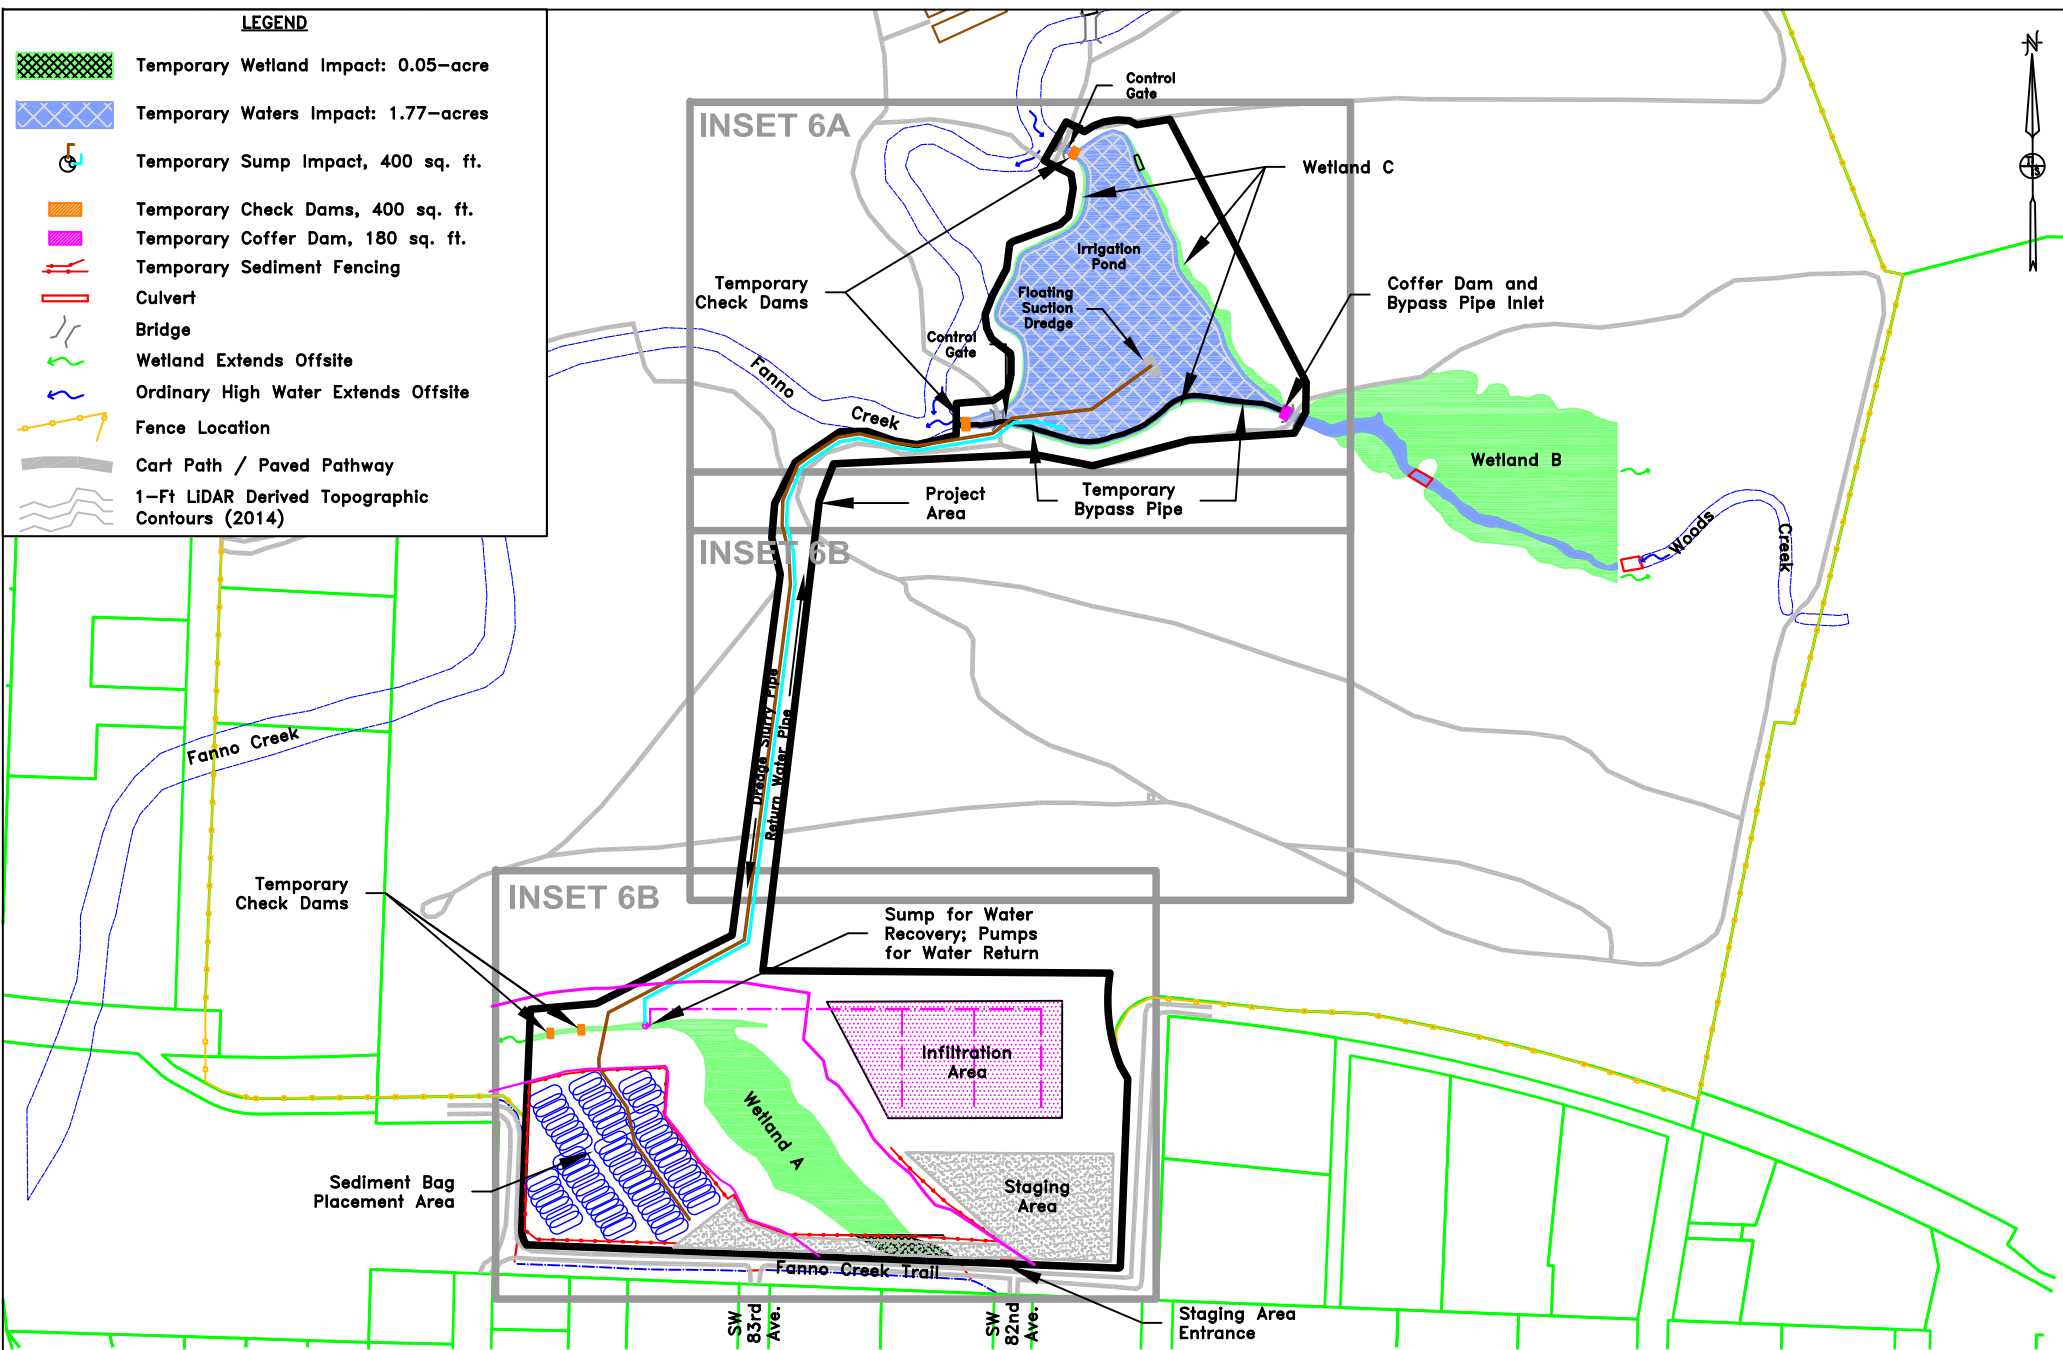 LEGEND
Temporary Wetland Impact: 0.05-acre
Temporary Waters Impact: 1.77-acres
Temporary Sump Impact, 400 sq. ft.
Temporary Check Dams, 400 sq. ft.
Temporary Coffer Dam, 180 sq. ft.
Temporary Sediment Fencing
Culvert
Bridge
Wetland Extends Offsite
Ordinary High Water Extends Offsite
Fence Location
Cart Path / Paved Pathway
1-Ft LiDAR Derived Topographic
Contours (2014)
N
INSET 6A
Control
Gate
Wetland C
Irrigation
Pond
Floating
Suction
Dredge
Temporary
Check Dams
Control
Gate
Coffer Dam and
Bypass Pipe Inlet
Fanno
Creek
Wetland B
Project
Area
Temporary
Bypass Pipe
Woods
Creek
INSET 6B
Dredge Slurry Pipe
Return Water Pipe
Fanno Creek
Temporary
Check Dams
INSET 6B
Sump for Water
Recovery; Pumps
for Water Return
Infiltration
Area
Wetland A
Sediment Bag
Placement Area
Staging
Area
Fanno Creek Trail
SW
83rd
Ave.
SW
82nd
Ave.
Staging Area
Entrance